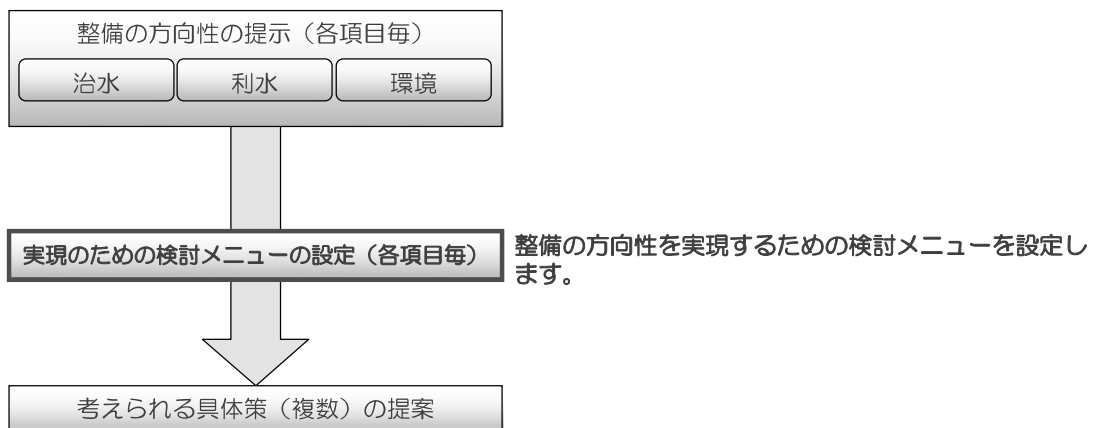 整備の方向性の提示（各項目毎）
治水
利水
環境
実現のための検討メニューの設定（各項目毎）
整備の方向性を実現するための検討メニューを設定し
ます。
考えられる具体策（複数）の提案